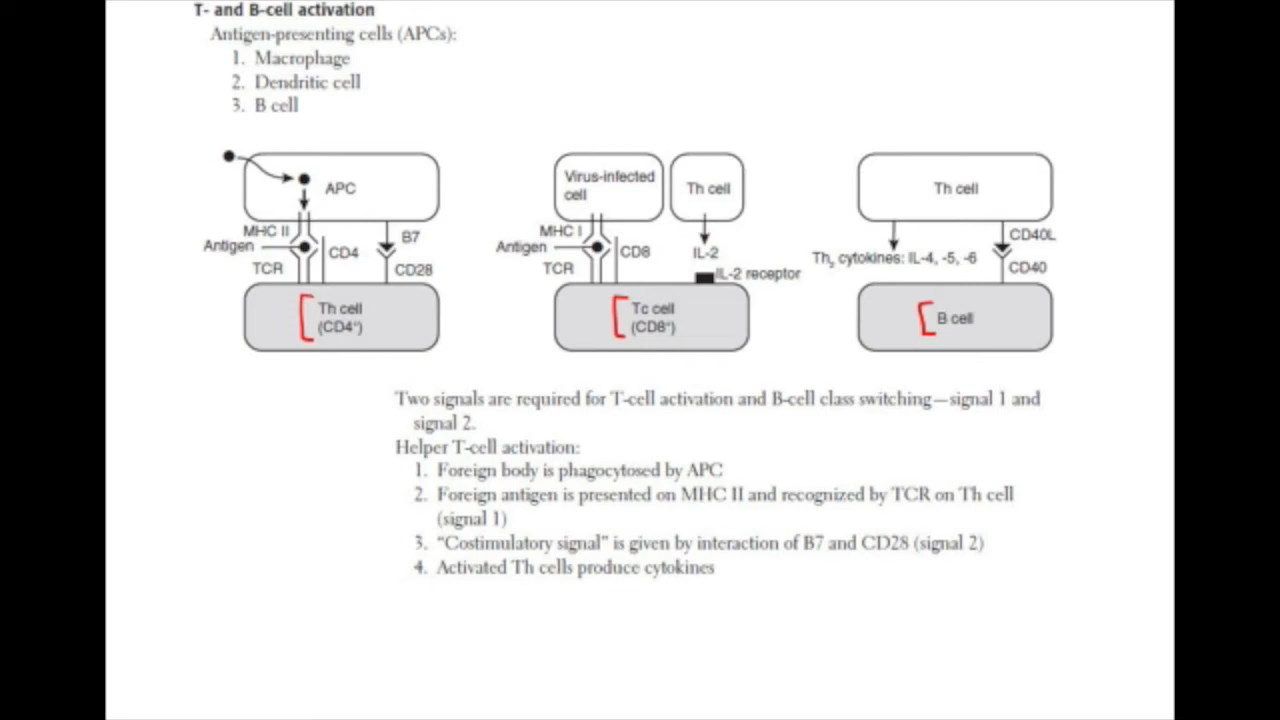 T- and B-cell activation
Antigen-presenting cells (APCs):
1. Macrophage
2. Dendritic cell
3. B cell
APC
MHC II
Antigen
TCR
CD4
B7
CD28
Th cell
(CD4⁺)
Virus-infected
cell
Th cell
MHC I
Antigen
TCR
CD8
IL-2
IL-2 receptor
Tc cell
(CD8⁺)
Th cell
Th₂ cytokines: IL-4, -5, -6
CD40L
CD40
B cell
Two signals are required for T-cell activation and B-cell class switching—signal 1 and
signal 2.
Helper T-cell activation:
1. Foreign body is phagocytosed by APC
2. Foreign antigen is presented on MHC II and recognized by TCR on Th cell
(signal 1)
3. “Costimulatory signal” is given by interaction of B7 and CD28 (signal 2)
4. Activated Th cells produce cytokines